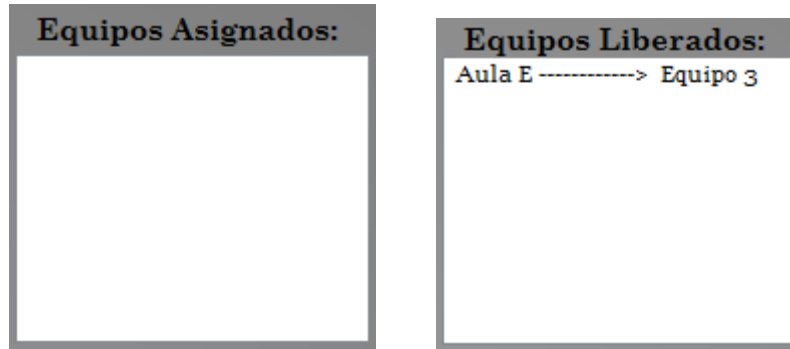 Equipos Asignados:
Equipos Liberados:
Aula E ------------> Equipo 3